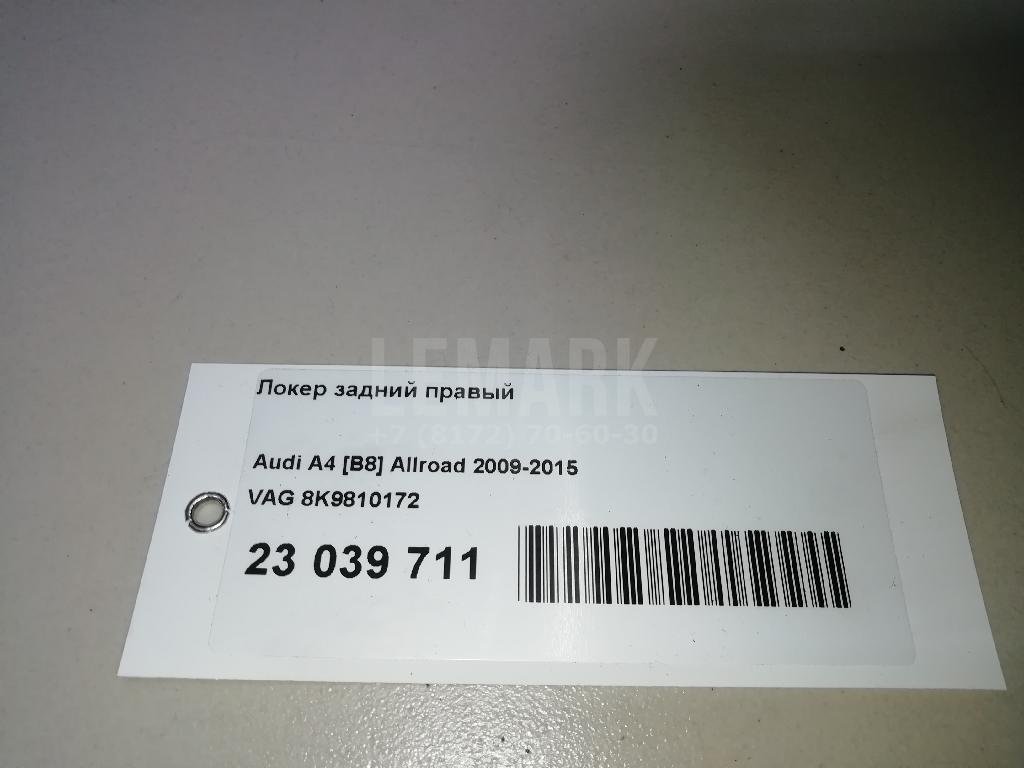 LEMARK
Локер задний правый
+7 (8172) 70-60-30
Audi A4 [B8] Allroad 2009-2015
VAG 8K9810172
23 039 711